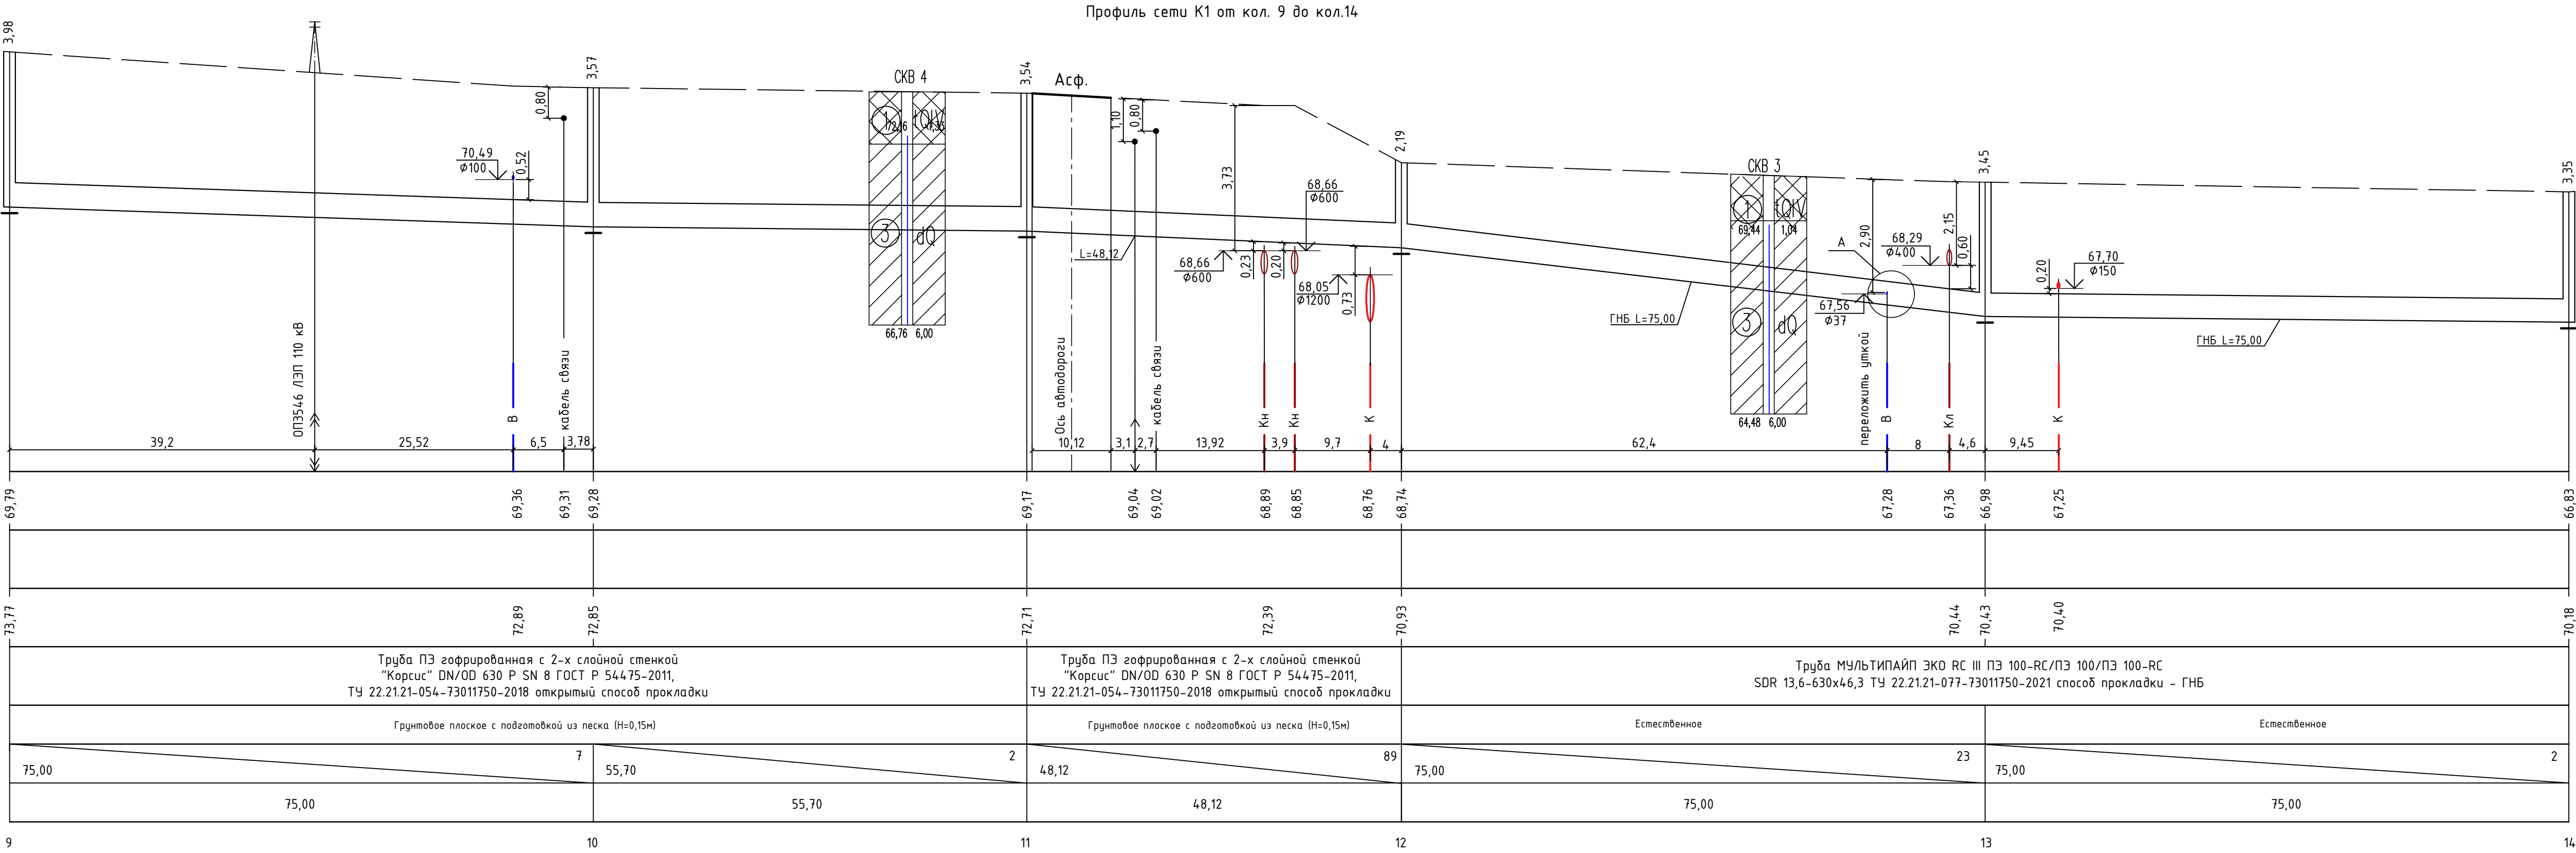 Профиль сети К1 от кол. 9 до кол.14
3,98
3,57
3,54
2,19
3,45
3,35
СКВ 4
Асф.
СКВ 3
0,80
1,10
0,80
3,73
70,49
ф100
0,52
1
tQIV
72,16
1,35
3
dQ
66,76
6,00
L=48,12
68,66
ф600
68,66
ф600
0,23
0,20
68,05
ф1200
0,73
1
tQIV
69,44
1,04
3
dQ
64,48
6,00
ГНБ L=75,00
2,90
А
68,29
ф400
2,15
0,60
67,56
ф37
0,20
67,70
ф150
ГНБ L=75,00
ОП3546 ЛЭП 110 кВ
В
кабель связи
Ось автодороги
кабель связи
Кн
Кн
К
переложить уткой
В
Кл
К
39,2
25,52
6,5
3,78
10,12
3,1
2,7
13,92
3,9
9,7
4
62,4
8
4,6
9,45
69,79
69,36
69,31
69,28
69,17
69,04
69,02
68,89
68,85
68,76
68,74
67,28
67,36
66,98
67,25
66,83
73,77
72,89
72,85
72,71
72,39
70,93
70,44
70,43
70,40
70,18
Труба ПЭ гофрированная с 2-х слойной стенкой
"Корсис" DN/OD 630 P SN 8 ГОСТ Р 54475-2011,
ТУ 22.21.21-054-73011750-2018 открытый способ прокладки
Труба ПЭ гофрированная с 2-х слойной стенкой
"Корсис" DN/OD 630 P SN 8 ГОСТ Р 54475-2011,
ТУ 22.21.21-054-73011750-2018 открытый способ прокладки
Труба МУЛЬТИПАЙП ЭКО RC III ПЭ 100-RC/ПЭ 100/ПЭ 100-RC
SDR 13,6-630х46,3 ТУ 22.21.21-077-73011750-2021 способ прокладки - ГНБ
Грунтовое плоское с подготовкой из песка (Н=0,15м)
Грунтовое плоское с подготовкой из песка (Н=0,15м)
Естественное
Естественное
7
2
89
23
2
75,00
55,70
48,12
75,00
75,00
75,00
55,70
48,12
75,00
75,00
9
10
11
12
13
14